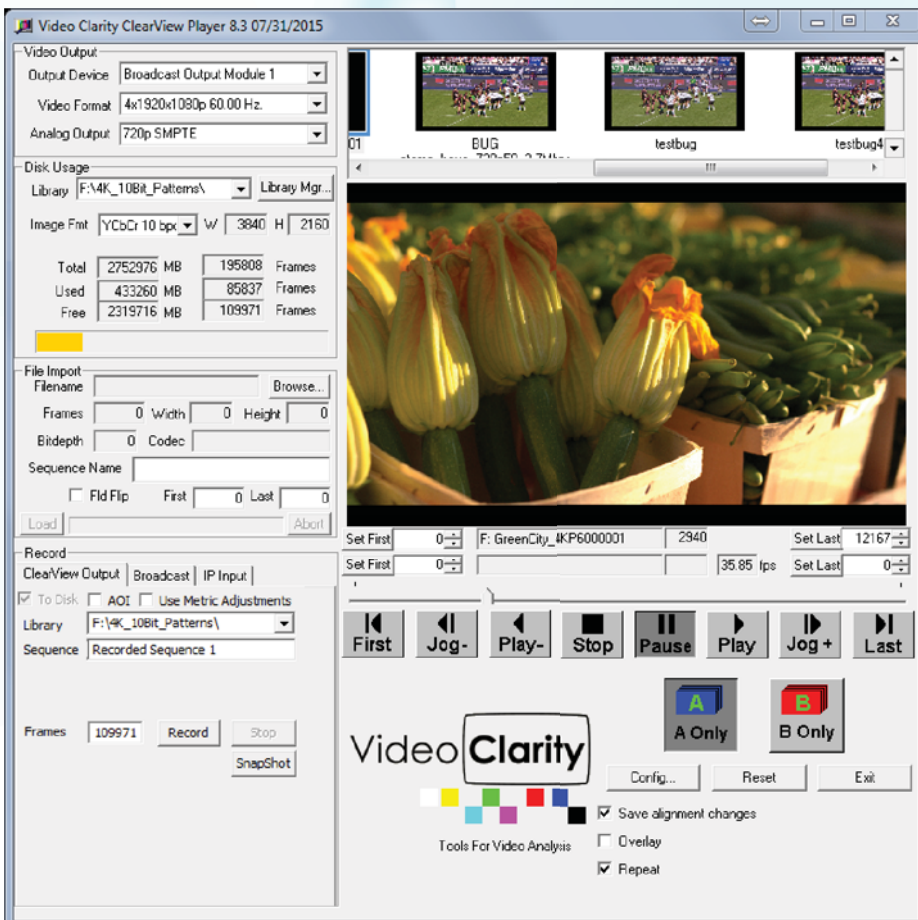 Video Clarity ClearView Player 8.3 07/31/2015
Video Output
Output Device Broadcast Output Module 1
Video Format 4x1920x1080p 60.00 Hz.
Analog Output 720p SMPTE
01 BUG testbug testbug4
Disk Usage
Library F:\4K_10Bit_Patterns\ Library Mgr...
Image Fmt YCbCr 10 bpc W 3840 H 2160
Total 2752976 MB 195808 Frames
Used 433260 MB 85837 Frames
Free 2319716 MB 109971 Frames
File Import
Filename Browse...
Frames 0 Width 0 Height 0
Bitdepth 0 Codec
Sequence Name
Fld Flip First 0 Last 0
Load Abort
Set First 0 F: GreenCity_4KP6000001 2940 Set Last 12167
Set First 0 35.85 fps Set Last 0
Record
ClearView Output Broadcast IP Input
To Disk AOI Use Metric Adjustments
Library F:\4K_10Bit_Patterns\
Sequence Recorded Sequence 1
Frames 109971 Record Stop
SnapShot
First Jog- Play- Stop Pause Play Jog+ Last
A B
A Only B Only
Video Clarity
Tools For Video Analysis
Config... Reset Exit
Save alignment changes
Overlay
Repeat